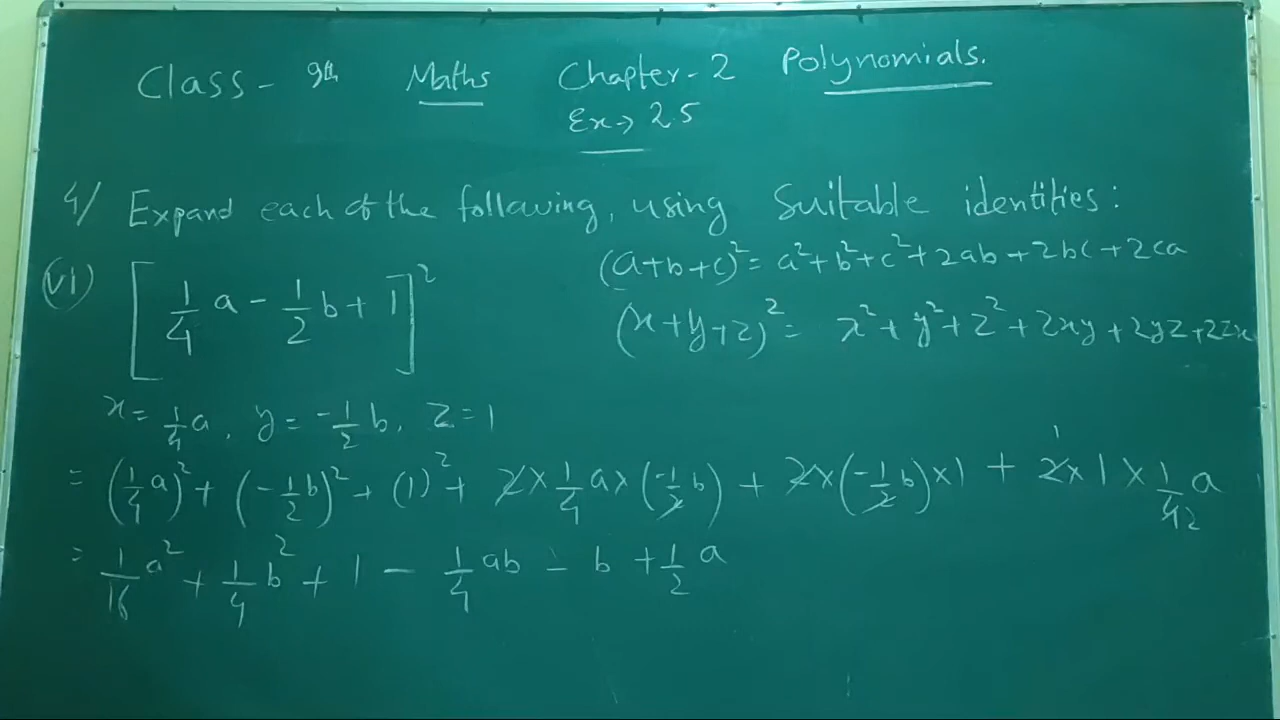 Class - 9th Maths Chapter - 2 Polynomials.
Ex → 2.5
4/ Expand each of the following, using Suitable identities:
(a+b+c)² = a²+b²+c²+2ab+2bc+2ca
(vi) [1/4 a - 1/2 b + 1]²
(x+y+z)² = x²+y²+z²+2xy+2yz+2zx
x = 1/4 a, y = -1/2 b, z = 1
= (1/4 a)² + (-1/2 b)² + (1)² + 2×1/4 a×(-1/2 b) + 2×(-1/2 b)×1 + 2×1×1/4 a
= 1/16 a² + 1/4 b² + 1 - 1/4 ab - b + 1/2 a